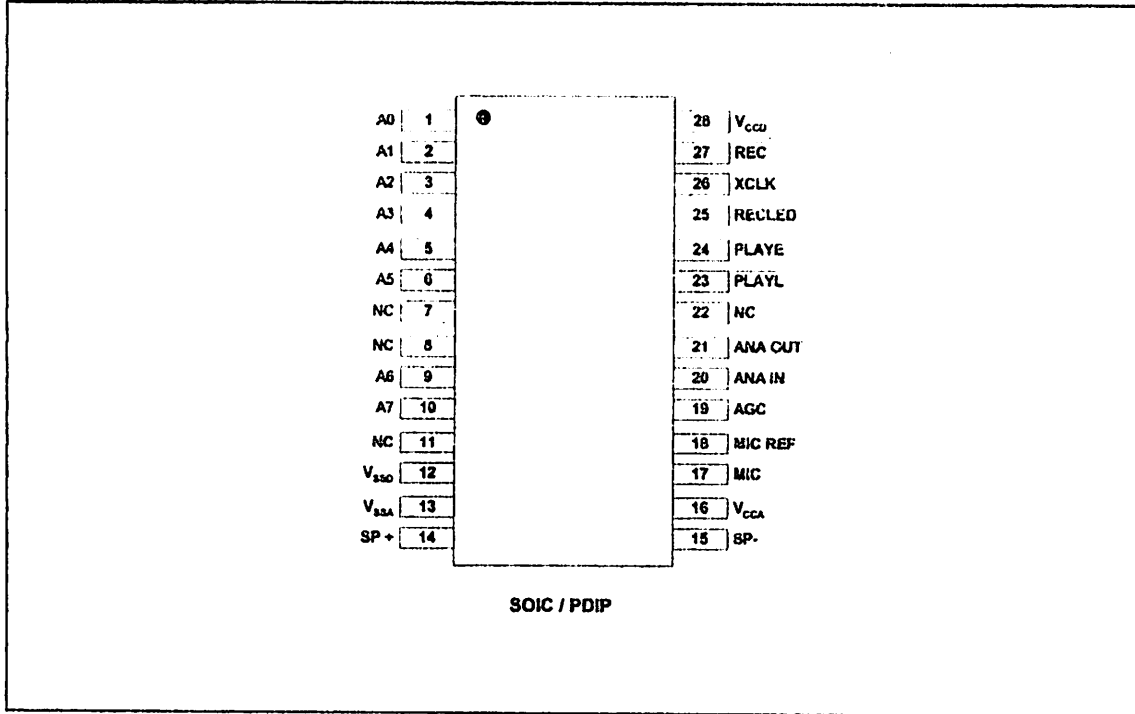 A0 1 28 VCCD
A1 2 27 REC
A2 3 26 XCLK
A3 4 25 RECLED
A4 5 24 PLAYE
A5 6 23 PLAYL
NC 7 22 NC
NC 8 21 ANA OUT
A6 9 20 ANA IN
A7 10 19 AGC
NC 11 18 MIC REF
VSSD 12 17 MIC
VSSA 13 16 VCCA
SP + 14 15 SP-
SOIC / PDIP